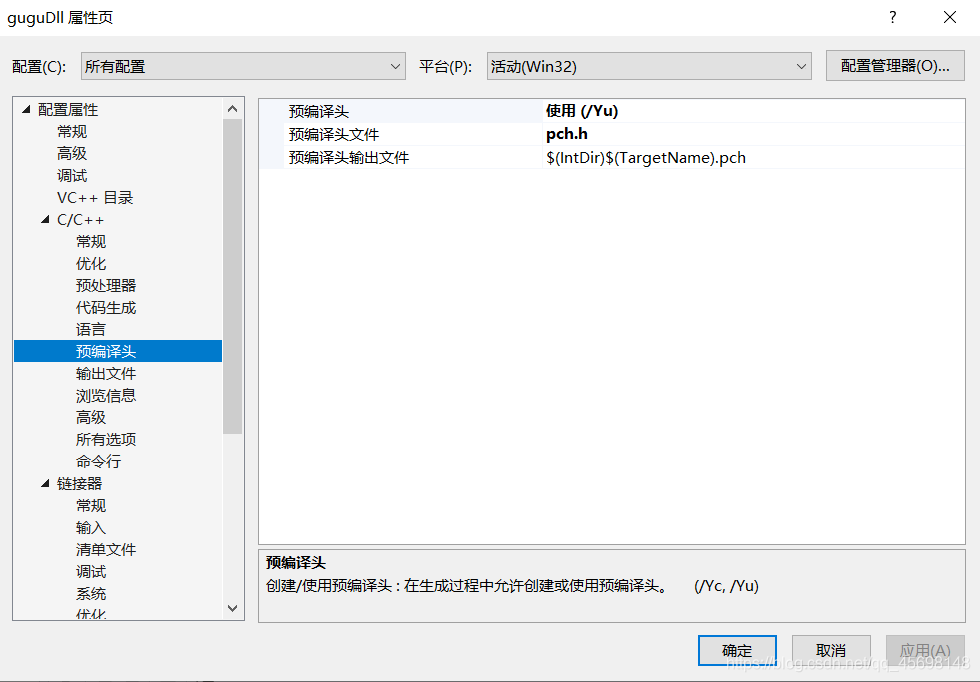 guguDll 属性页
配置(C): 所有配置 平台(P): 活动(Win32) 配置管理器(O)...
配置属性
常规
高级
调试
VC++ 目录
C/C++
常规
优化
预处理器
代码生成
语言
预编译头
输出文件
浏览信息
高级
所有选项
命令行
链接器
常规
输入
清单文件
调试
系统
优化
预编译头 使用 (/Yu)
预编译头文件 pch.h
预编译头输出文件 $(IntDir)$(TargetName).pch
预编译头
创建/使用预编译头 : 在生成过程中允许创建或使用预编译头。 (/Yc, /Yu)
确定 取消 应用(A)
https://blog.csdn.net/qq_45698148